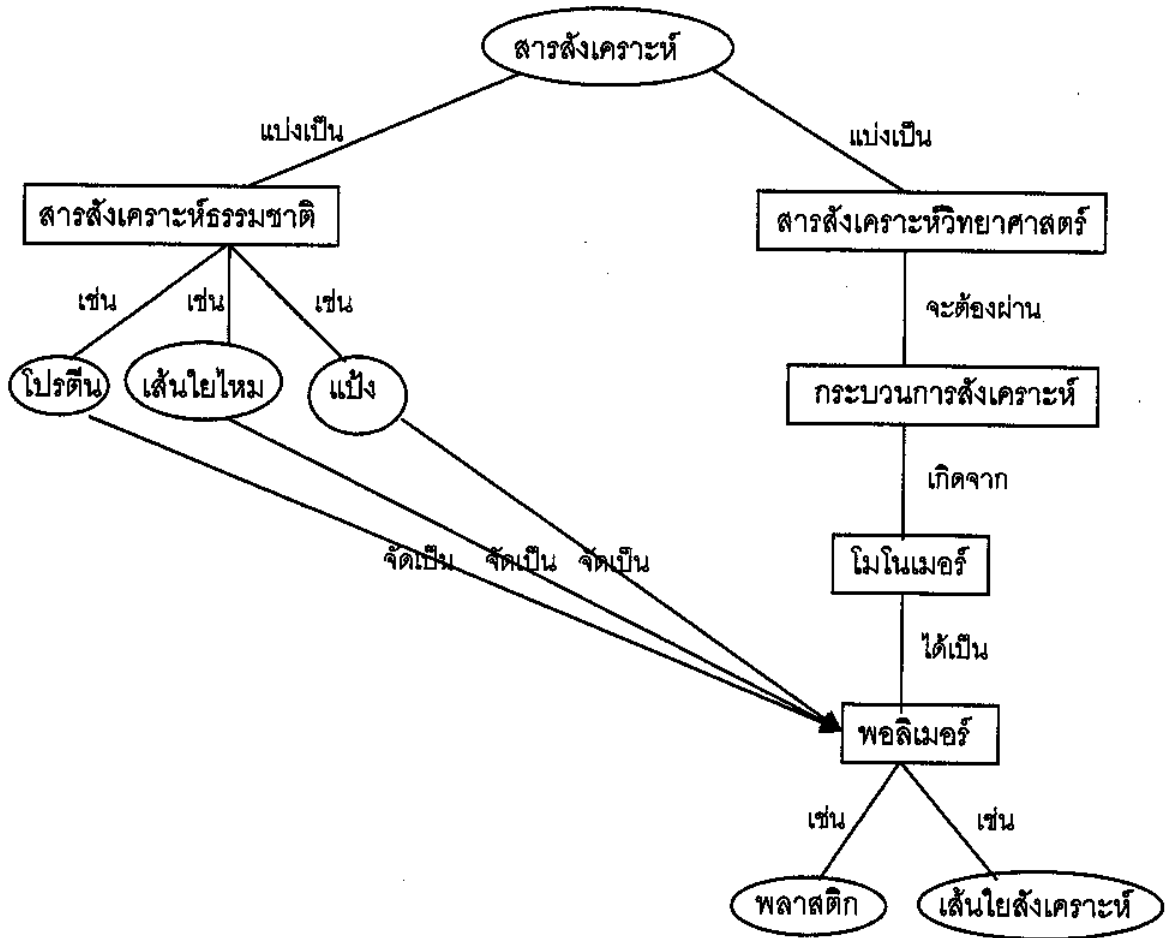 สารสังเคราะห์
แบ่งเป็น แบ่งเป็น
สารสังเคราะห์ธรรมชาติ สารสังเคราะห์วิทยาศาสตร์
เช่น เช่น เช่น จะต้องผ่าน
โปรตีน เส้นใยไหม แป้ง กระบวนการสังเคราะห์
เกิดจาก
จัดเป็น จัดเป็น จัดเป็น โมโนเมอร์
ได้เป็น
พอลิเมอร์
เช่น เช่น
พลาสติก เส้นใยสังเคราะห์